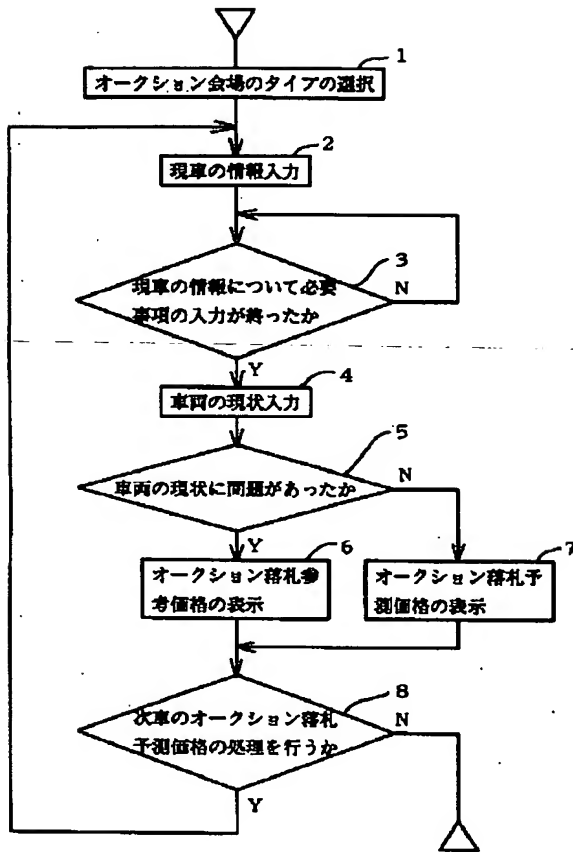 1
オークション会場のタイプの選択
2
現車の情報入力
3
現車の情報について必要
事項の入力が終ったか
N
Y
4
車両の現状入力
5
車両の現状に問題があったか
N
Y
6
オークション落札参
考価格の表示
7
オークション落札予
測価格の表示
8
次車のオークション落札
予測価格の処理を行うか
N
Y